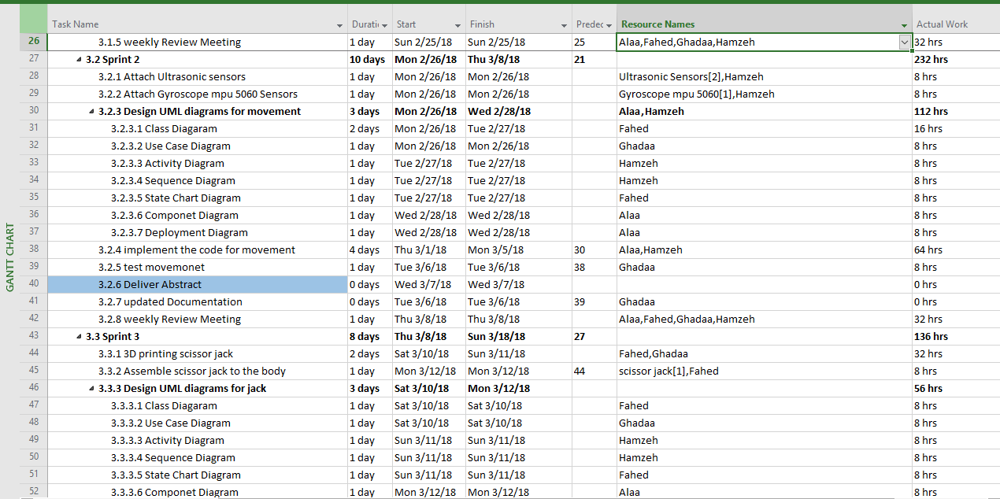 Task Name Duratio Start Finish Predec Resource Names Actual Work
26 3.1.5 weekly Review Meeting 1 day Sun 2/25/18 Sun 2/25/18 25 Alaa,Fahed,Ghadaa,Hamzeh 32 hrs
27 3.2 Sprint 2 10 days Mon 2/26/18 Thu 3/8/18 21 232 hrs
28 3.2.1 Attach Ultrasonic sensors 1 day Mon 2/26/18 Mon 2/26/18 Ultrasonic Sensors[2],Hamzeh 8 hrs
29 3.2.2 Attach Gyroscope mpu 5060 Sensors 1 day Mon 2/26/18 Mon 2/26/18 Gyroscope mpu 5060[1],Hamzeh 8 hrs
30 3.2.3 Design UML diagrams for movement 3 days Mon 2/26/18 Wed 2/28/18 Alaa,Hamzeh 112 hrs
31 3.2.3.1 Class Diagaram 2 days Mon 2/26/18 Tue 2/27/18 Fahed 16 hrs
32 3.2.3.2 Use Case Diagram 1 day Mon 2/26/18 Mon 2/26/18 Ghadaa 8 hrs
33 3.2.3.3 Activity Diagram 1 day Tue 2/27/18 Tue 2/27/18 Hamzeh 8 hrs
34 3.2.3.4 Sequence Diagram 1 day Tue 2/27/18 Tue 2/27/18 Hamzeh 8 hrs
35 3.2.3.5 State Chart Diagram 1 day Tue 2/27/18 Tue 2/27/18 Fahed 8 hrs
36 3.2.3.6 Componet Diagram 1 day Wed 2/28/18 Wed 2/28/18 Alaa 8 hrs
37 3.2.3.7 Deployment Diagram 1 day Wed 2/28/18 Wed 2/28/18 Alaa 8 hrs
38 3.2.4 implement the code for movement 4 days Thu 3/1/18 Mon 3/5/18 30 Alaa,Hamzeh 64 hrs
39 3.2.5 test movemonet 1 day Tue 3/6/18 Tue 3/6/18 38 Ghadaa 8 hrs
40 3.2.6 Deliver Abstract 0 days Wed 3/7/18 Wed 3/7/18 0 hrs
41 3.2.7 updated Documentation 0 days Tue 3/6/18 Tue 3/6/18 39 Ghadaa 0 hrs
42 3.2.8 weekly Review Meeting 1 day Thu 3/8/18 Thu 3/8/18 Alaa,Fahed,Ghadaa,Hamzeh 32 hrs
43 3.3 Sprint 3 8 days Thu 3/8/18 Sun 3/18/18 27 136 hrs
44 3.3.1 3D printing scissor jack 2 days Sat 3/10/18 Sun 3/11/18 Fahed,Ghadaa 32 hrs
45 3.3.2 Assemble scissor jack to the body 1 day Mon 3/12/18 Mon 3/12/18 44 scissor jack[1],Fahed 8 hrs
46 3.3.3 Design UML diagrams for jack 3 days Sat 3/10/18 Mon 3/12/18 56 hrs
47 3.3.3.1 Class Diagaram 1 day Sat 3/10/18 Sat 3/10/18 Fahed 8 hrs
48 3.3.3.2 Use Case Diagram 1 day Sat 3/10/18 Sat 3/10/18 Ghadaa 8 hrs
49 3.3.3.3 Activity Diagram 1 day Sun 3/11/18 Sun 3/11/18 Hamzeh 8 hrs
50 3.3.3.4 Sequence Diagram 1 day Sun 3/11/18 Sun 3/11/18 Hamzeh 8 hrs
51 3.3.3.5 State Chart Diagram 1 day Sun 3/11/18 Sun 3/11/18 Fahed 8 hrs
52 3.3.3.6 Componet Diagram 1 day Mon 3/12/18 Mon 3/12/18 Alaa 8 hrs
GANTT CHART